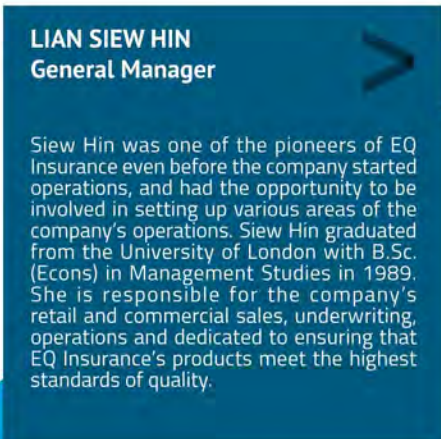 LIAN SIEW HIN
General Manager
Siew Hin was one of the pioneers of EQ
Insurance even before the company started
operations, and had the opportunity to be
involved in setting up various areas of the
company's operations. Siew Hin graduated
from the University of London with B.Sc.
(Econs) in Management Studies in 1989.
She is responsible for the company's
retail and commercial sales, underwriting,
operations and dedicated to ensuring that
EQ Insurance's products meet the highest
standards of quality.